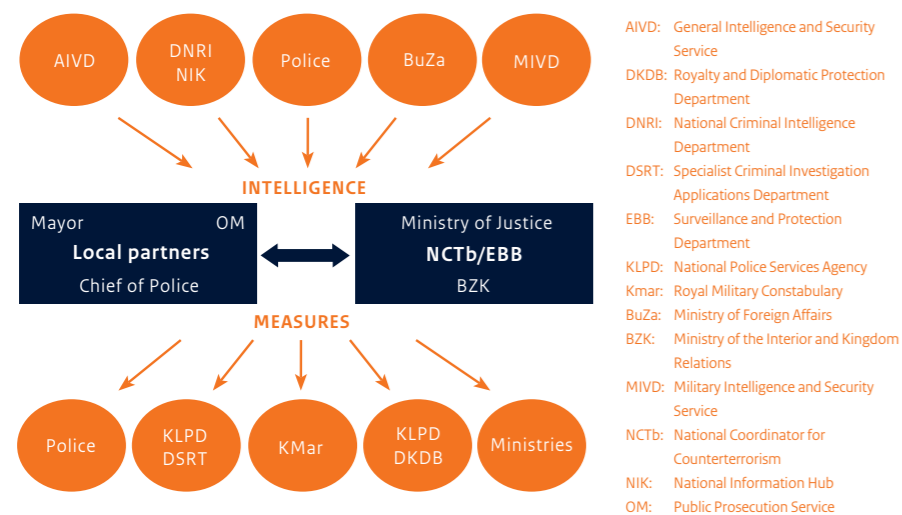 AIVD
DNRI
NIK
Police
BuZa
MIVD
INTELLIGENCE
Mayor OM
Local partners
Chief of Police
Ministry of Justice
NCTb/EBB
BZK
MEASURES
Police
KLPD
DSRT
KMar
KLPD
DKDB
Ministries
AIVD: General Intelligence and Security
Service
DKDB: Royalty and Diplomatic Protection
Department
DNRI: National Criminal Intelligence
Department
DSRT: Specialist Criminal Investigation
Applications Department
EBB: Surveillance and Protection
Department
KLPD: National Police Services Agency
Kmar: Royal Military Constabulary
BuZa: Ministry of Foreign Affairs
BZK: Ministry of the Interior and Kingdom
Relations
MIVD: Military Intelligence and Security
Service
NCTb: National Coordinator for
Counterterrorism
NIK: National Information Hub
OM: Public Prosecution Service